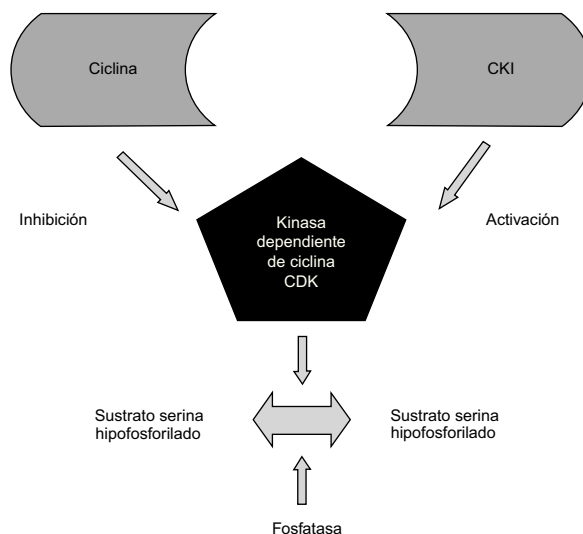 Ciclina
CKI
Inhibición
Activación
Kinasa
dependiente
de ciclina
CDK
Sustrato serina
hipofosforilado
Sustrato serina
hipofosforilado
Fosfatasa